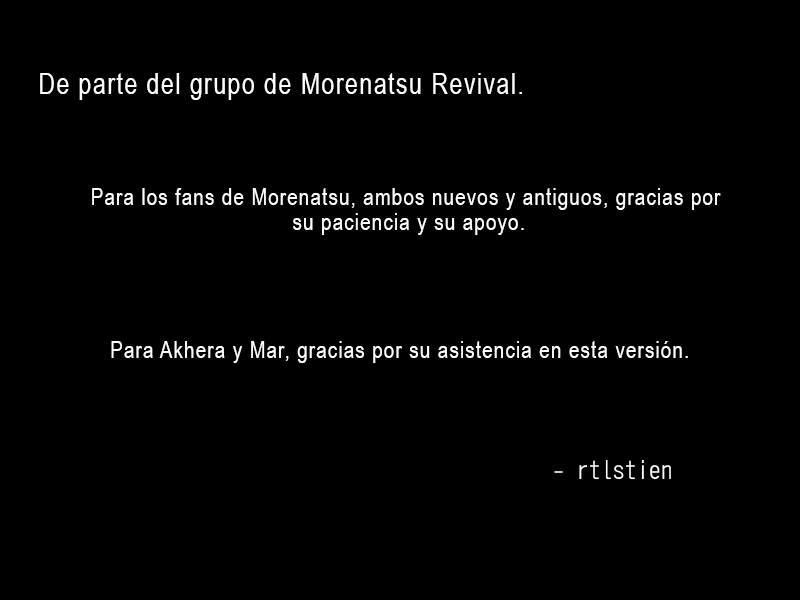 De parte del grupo de Morenatsu Revival.
Para los fans de Morenatsu, ambos nuevos y antiguos, gracias por
su paciencia y su apoyo.
Para Akhera y Mar, gracias por su asistencia en esta versión.
- rtlstien